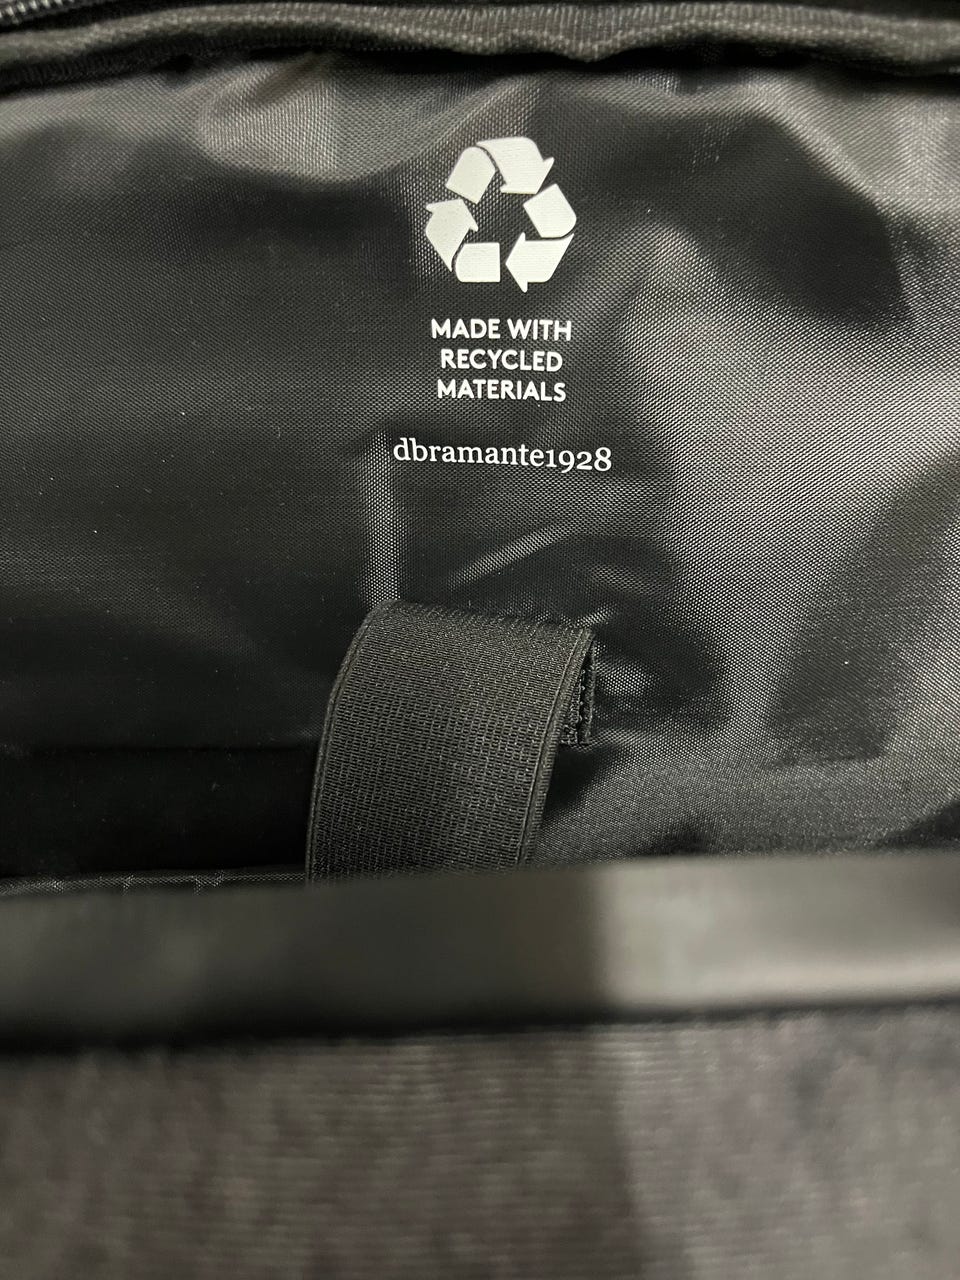 MADE WITH
RECYCLED
MATERIALS
dbramante1928